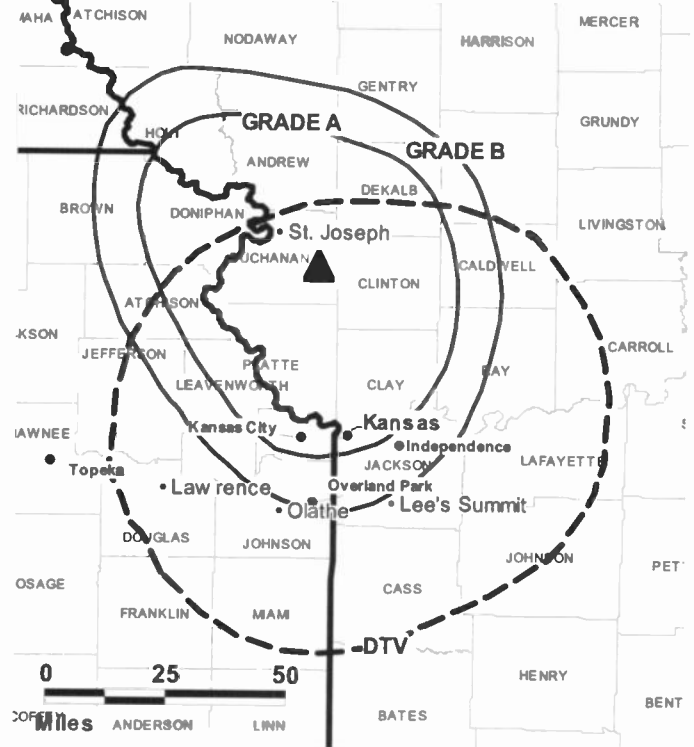 ATCHISON
MERCER
NODAWAY
HARRISON
GENTRY
RICHARDSON
GRADE A
GRUNDY
HOLT
GRADE B
ANDREW
DEKALB
BROWN
DONIPHAN
LIVINGSTON
St. Joseph
BUCHANAN
CALDWELL
CLINTON
ATCHISON
KSON
CARROLL
JEFFERSON
PLATTE
RAY
LEAVENWORTH
CLAY
Kansas City
Kansas
AWNEE
Independence
JACKSON
LAFAYETTE
Topeka
Lawrence
Overland Park
Olathe
Lee's Summit
DOUGLAS
JOHNSON
JOHNSON
PET
OSAGE
CASS
FRANKLIN
MIAMI
DTV
0 25 50
HENRY
BENT
Miles
ANDERSON
LINN
BATES